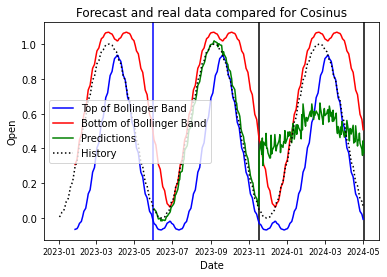 Forecast and real data compared for Cosinus
Open
1.0
0.8
0.6
0.4
0.2
0.0
Top of Bollinger Band
Bottom of Bollinger Band
Predictions
History
2023-01 2023-03 2023-05 2023-07 2023-09 2023-11 2024-01 2024-03 2024-05
Date